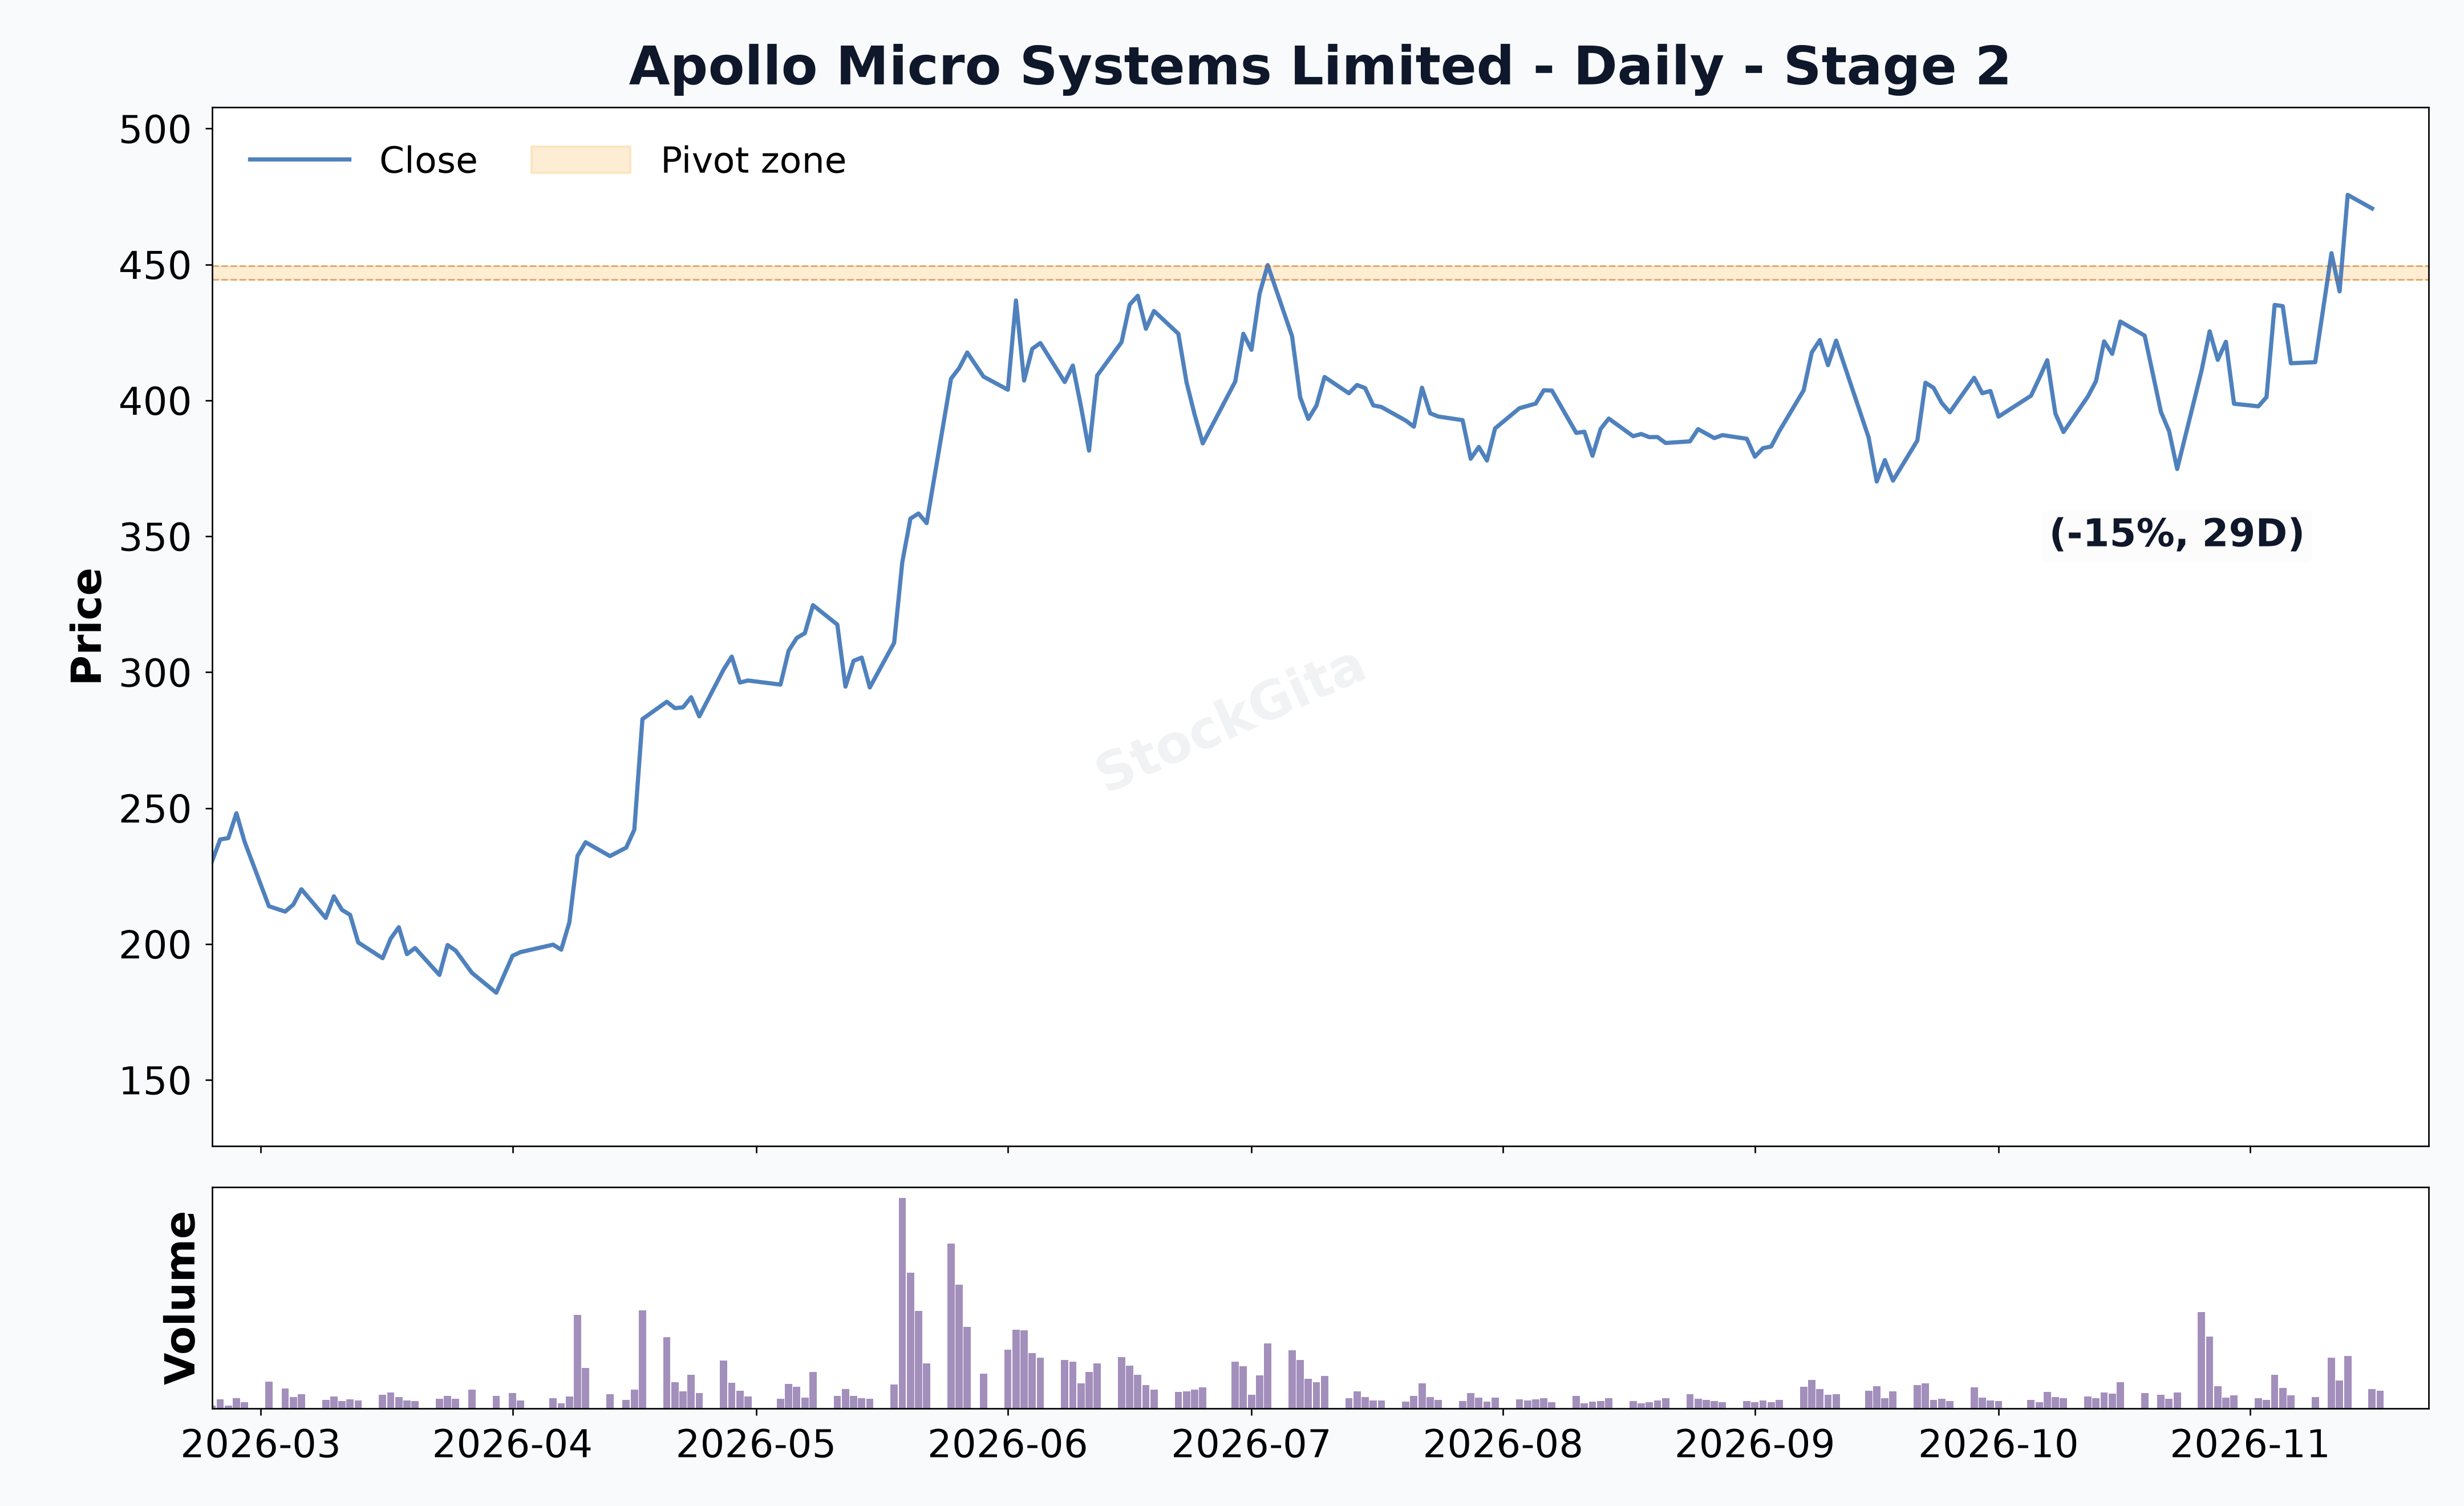 Apollo Micro Systems Limited - Daily - Stage 2
Close
Pivot zone
Price
500
450
400
350
300
250
200
150
(-15%, 29D)
StockGita
Volume
2026-03
2026-04
2026-05
2026-06
2026-07
2026-08
2026-09
2026-10
2026-11